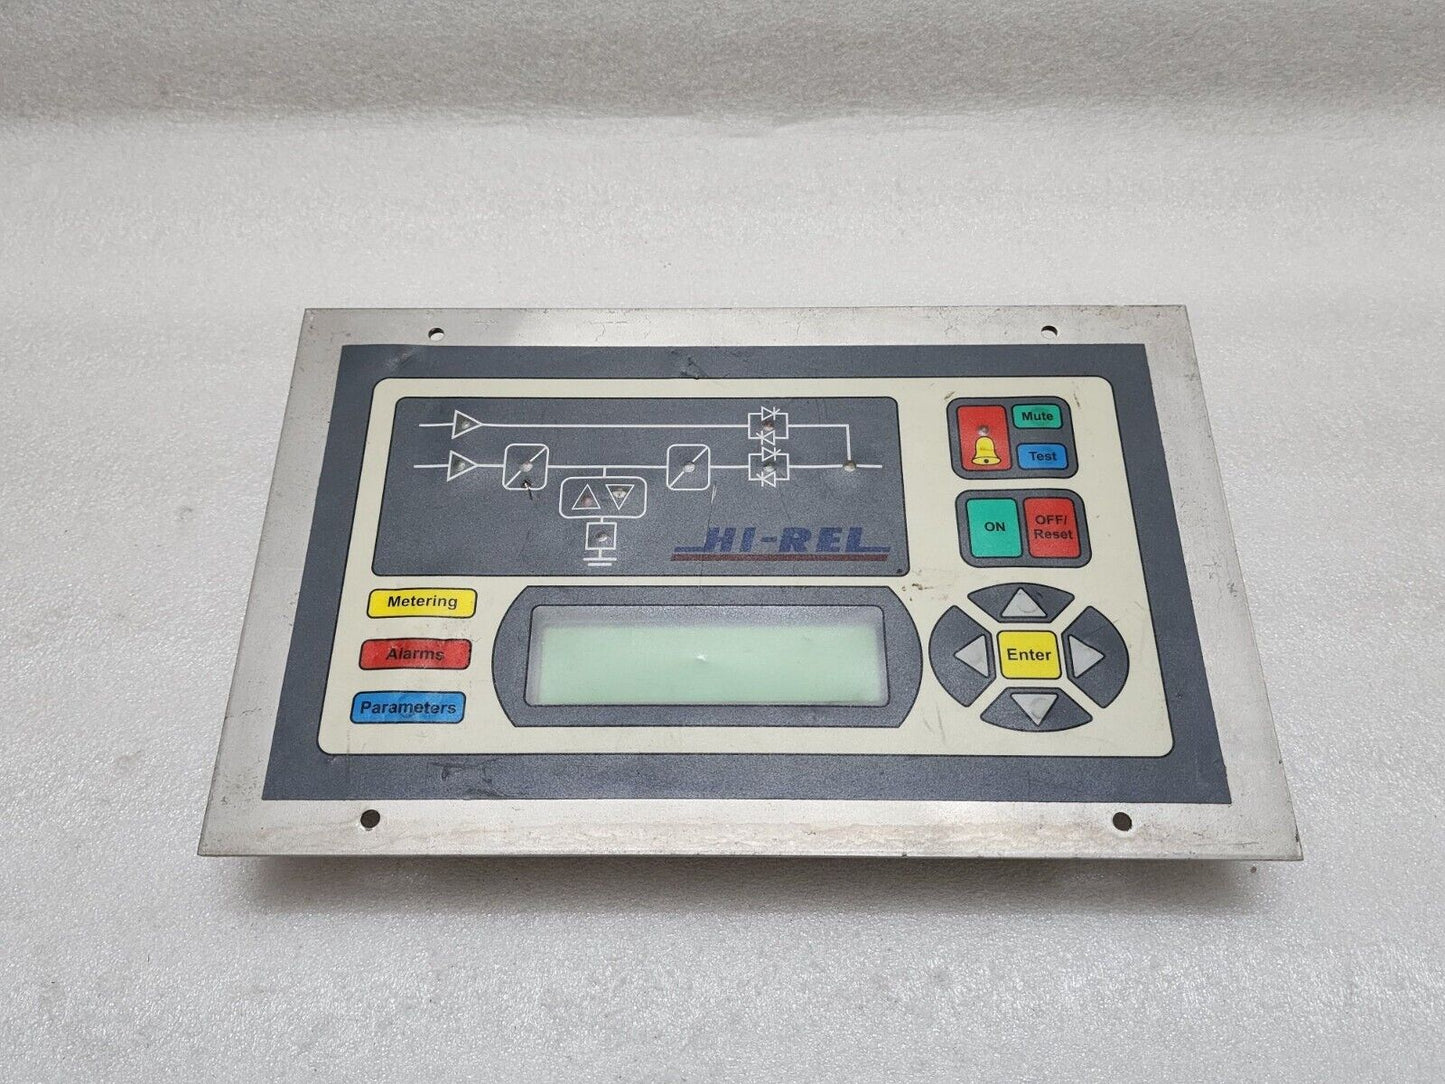 Mute
Test
ON
OFF/
Reset
HI-REL
Metering
Alarms
Parameters
Enter